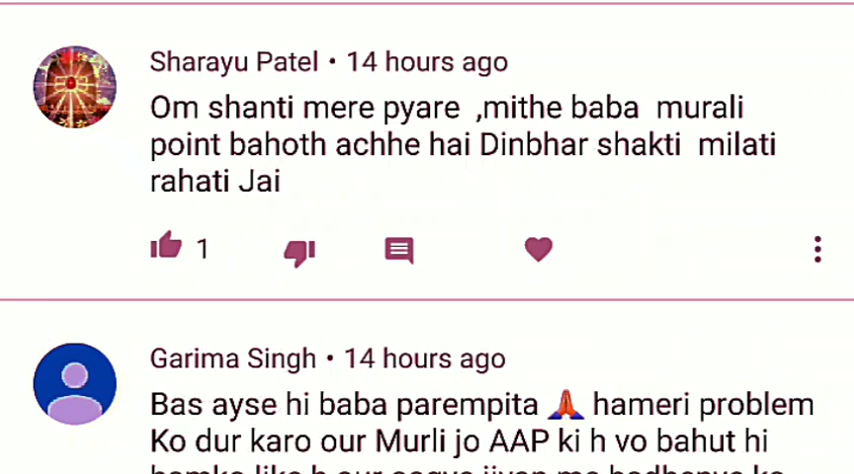 Sharayu Patel • 14 hours ago
Om shanti mere pyare ,mithe baba murali
point bahoth achhe hai Dinbhar shakti milati
rahati Jai
1
Garima Singh • 14 hours ago
Bas ayse hi baba parempita 🙏 hameri problem
Ko dur karo our Murli jo AAP ki h vo bahut hi